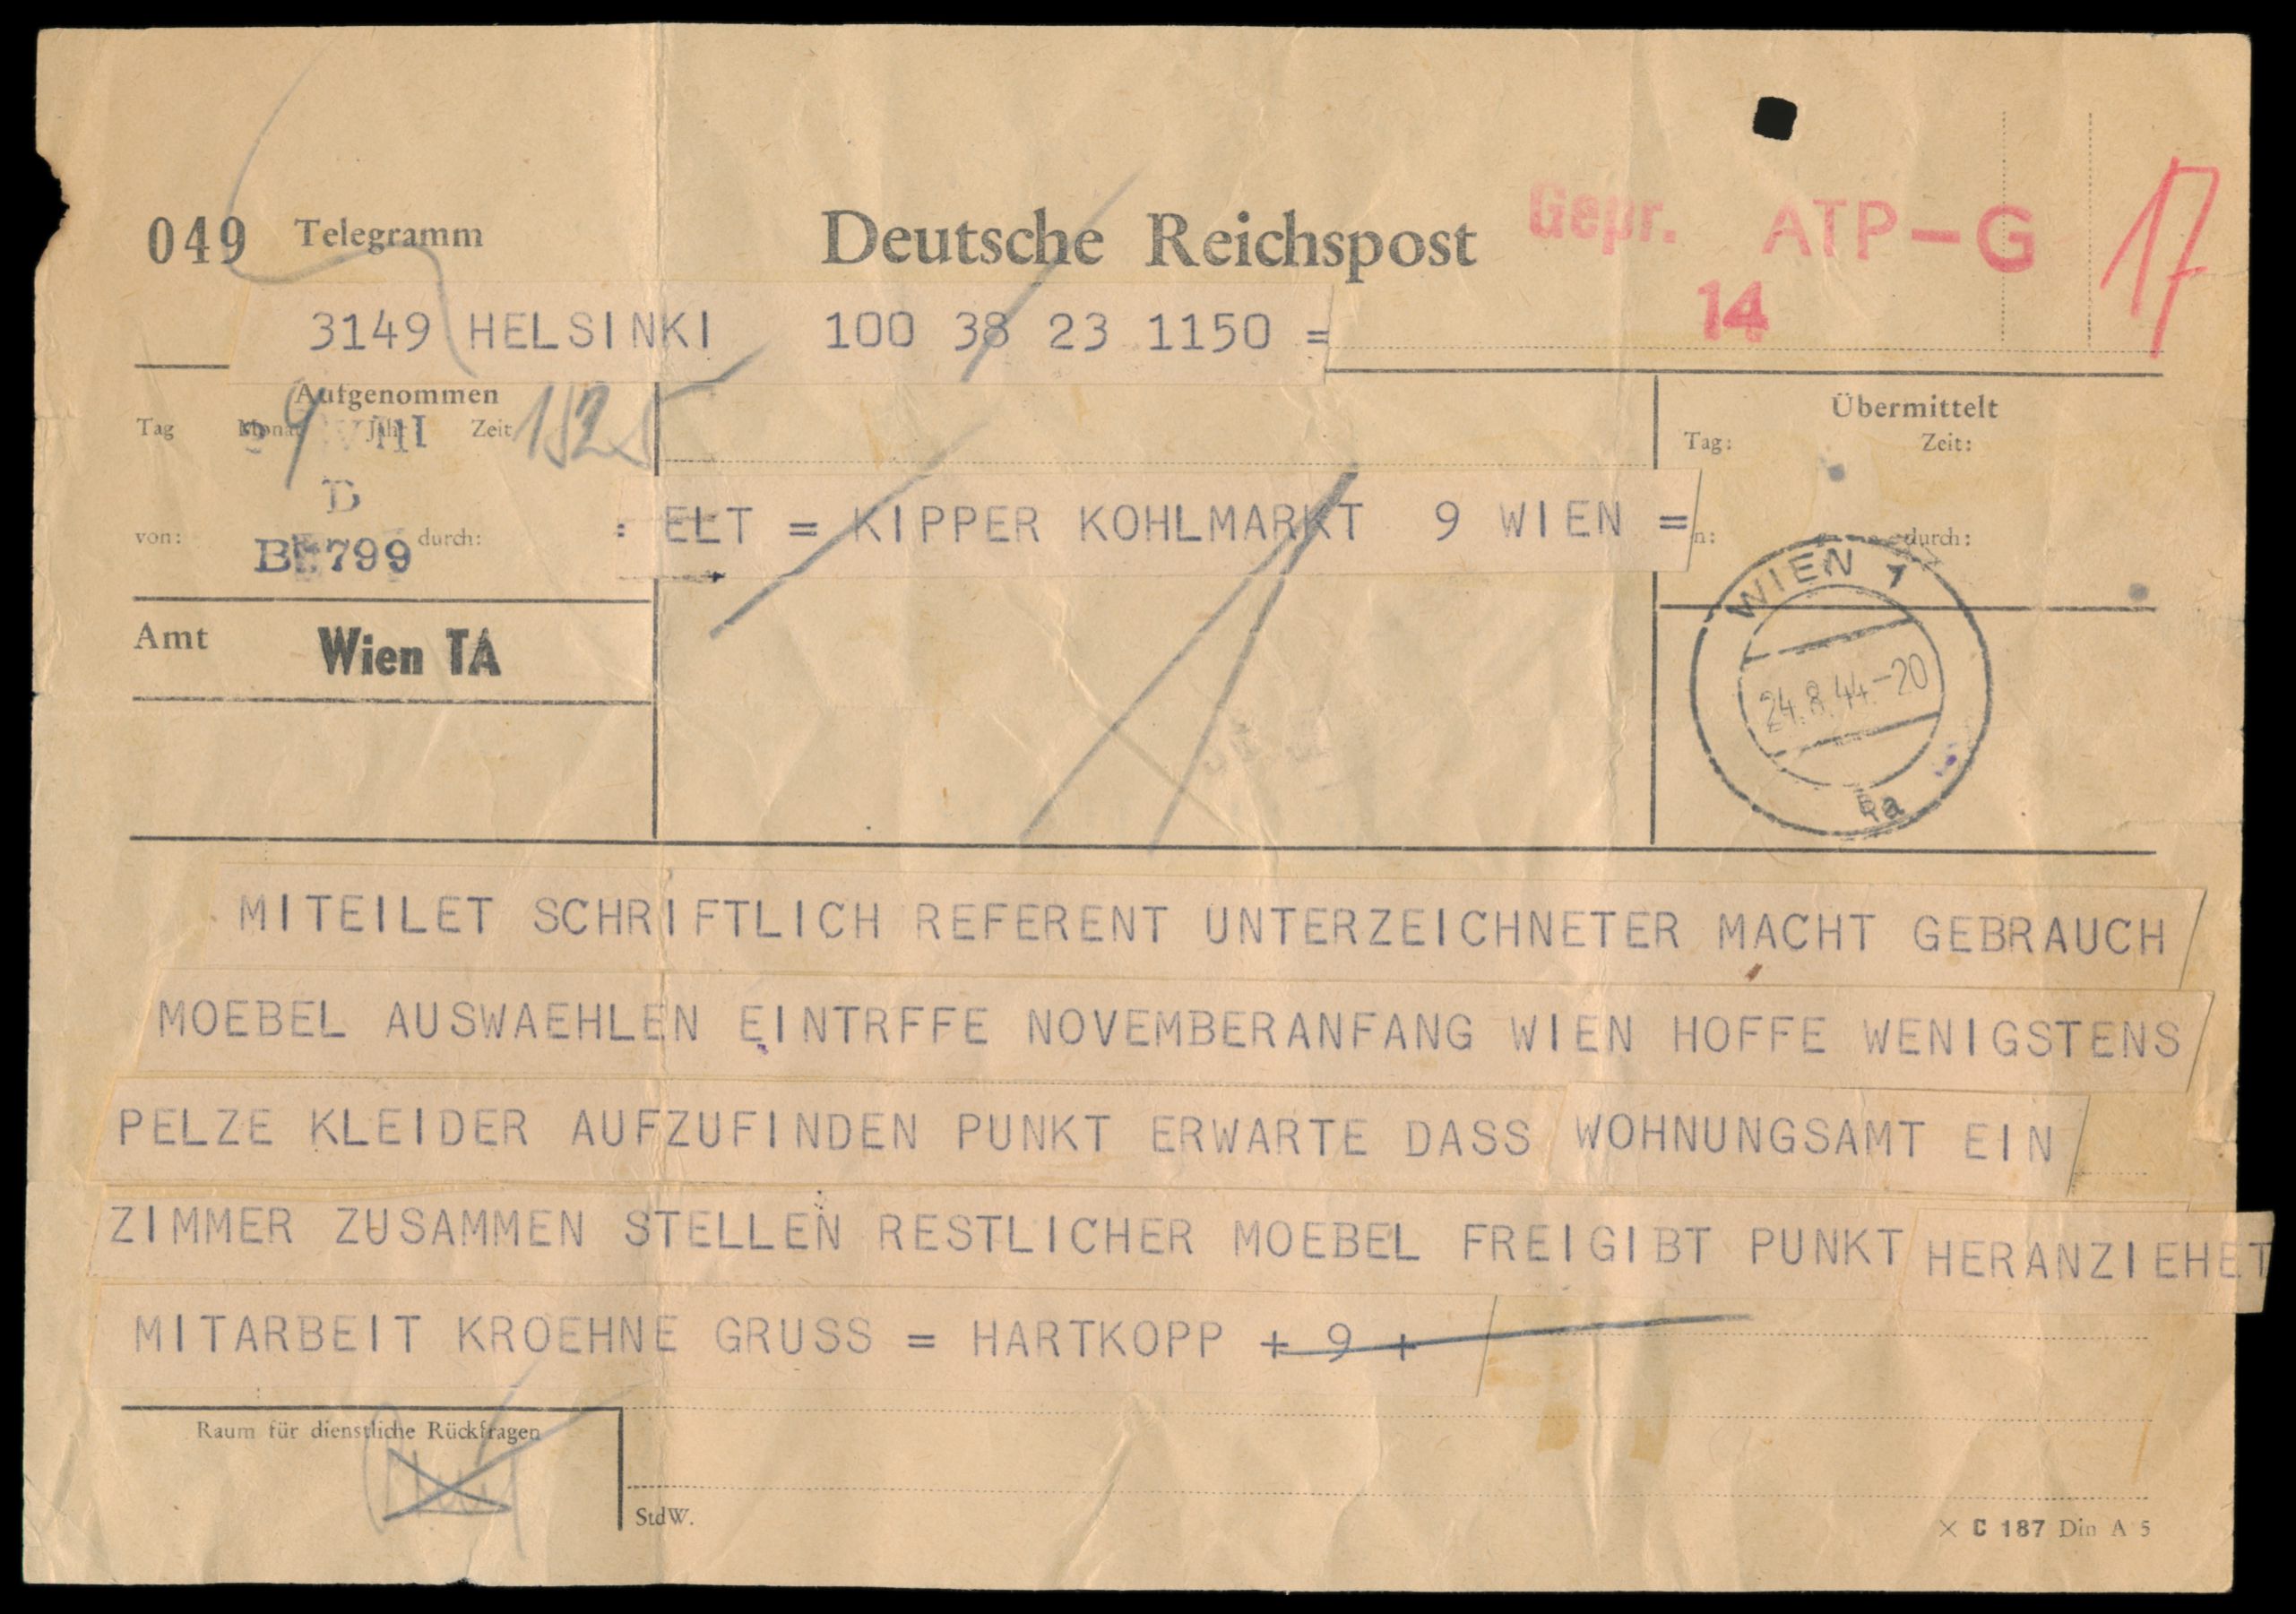 Gepr. ATP-G 17
049 Telegramm Deutsche Reichspost
14
3149 HELSINKI 100 38 23 1150 =
Aufgenommen
Übermittelt
Tag Monat Jahr Zeit
Tag: Zeit:
= ELT = KIPPER KOHLMARKT 9 WIEN =
von: BE799 durch:
durch:
WIEN 1
Amt Wien TA
24.8.44-20
MITEILET SCHRIFTLICH REFERENT UNTERZEICHNETER MACHT GEBRAUCH
MOEBEL AUSWAEHLEN EINTRFFE NOVEMBERANFANG WIEN HOFFE WENIGSTENS
PELZE KLEIDER AUFZUFINDEN PUNKT ERWARTE DASS WOHNUNGSAMT EIN
ZIMMER ZUSAMMEN STELLEN RESTLICHER MOEBEL FREIGIBT PUNKT HERANZIEHET
MITARBEIT KROEHNE GRUSS = HARTKOPP + 9 +
Raum für dienstliche Rückfragen
StdW.
× C 187 Din A 5